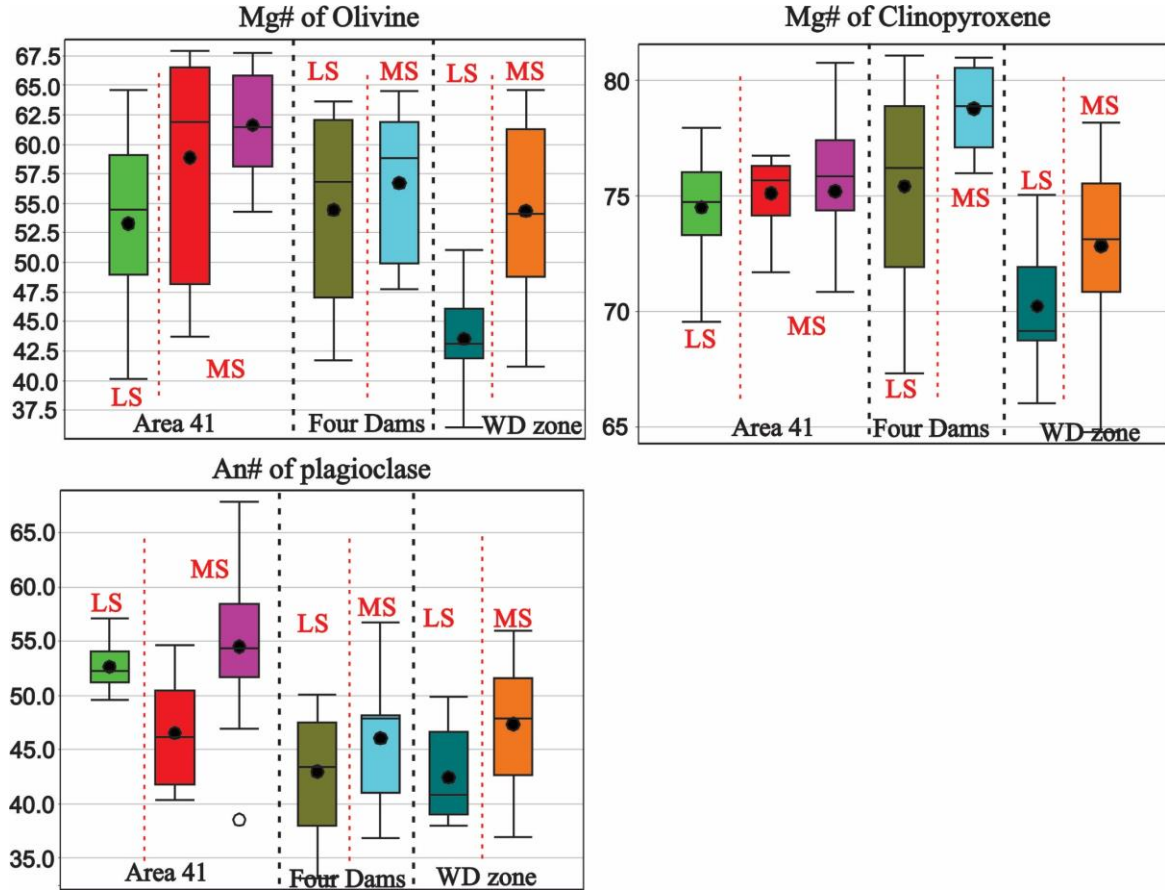 Mg# of Olivine
67.5
65.0
62.5
60.0
57.5
55.0
52.5
50.0
47.5
45.0
42.5
40.0
37.5
LS
MS
LS
MS
LS
MS
Area 41
Four Dams
WD zone
Mg# of Clinopyroxene
80
75
70
65
LS
MS
LS
MS
LS
MS
Area 41
Four Dams
WD zone
An# of plagioclase
65.0
60.0
55.0
50.0
45.0
40.0
35.0
LS
MS
LS
MS
LS
MS
Area 41
Four Dams
WD zone